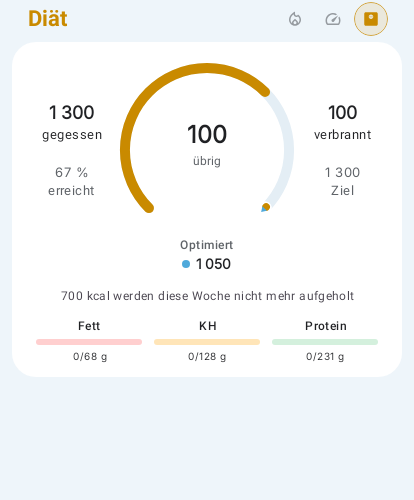 Diät
1 300
gegessen
67 %
erreicht
100
übrig
100
verbrannt
1 300
Ziel
Optimiert
1 050
700 kcal werden diese Woche nicht mehr aufgeholt
Fett
KH
Protein
0/68 g
0/128 g
0/231 g